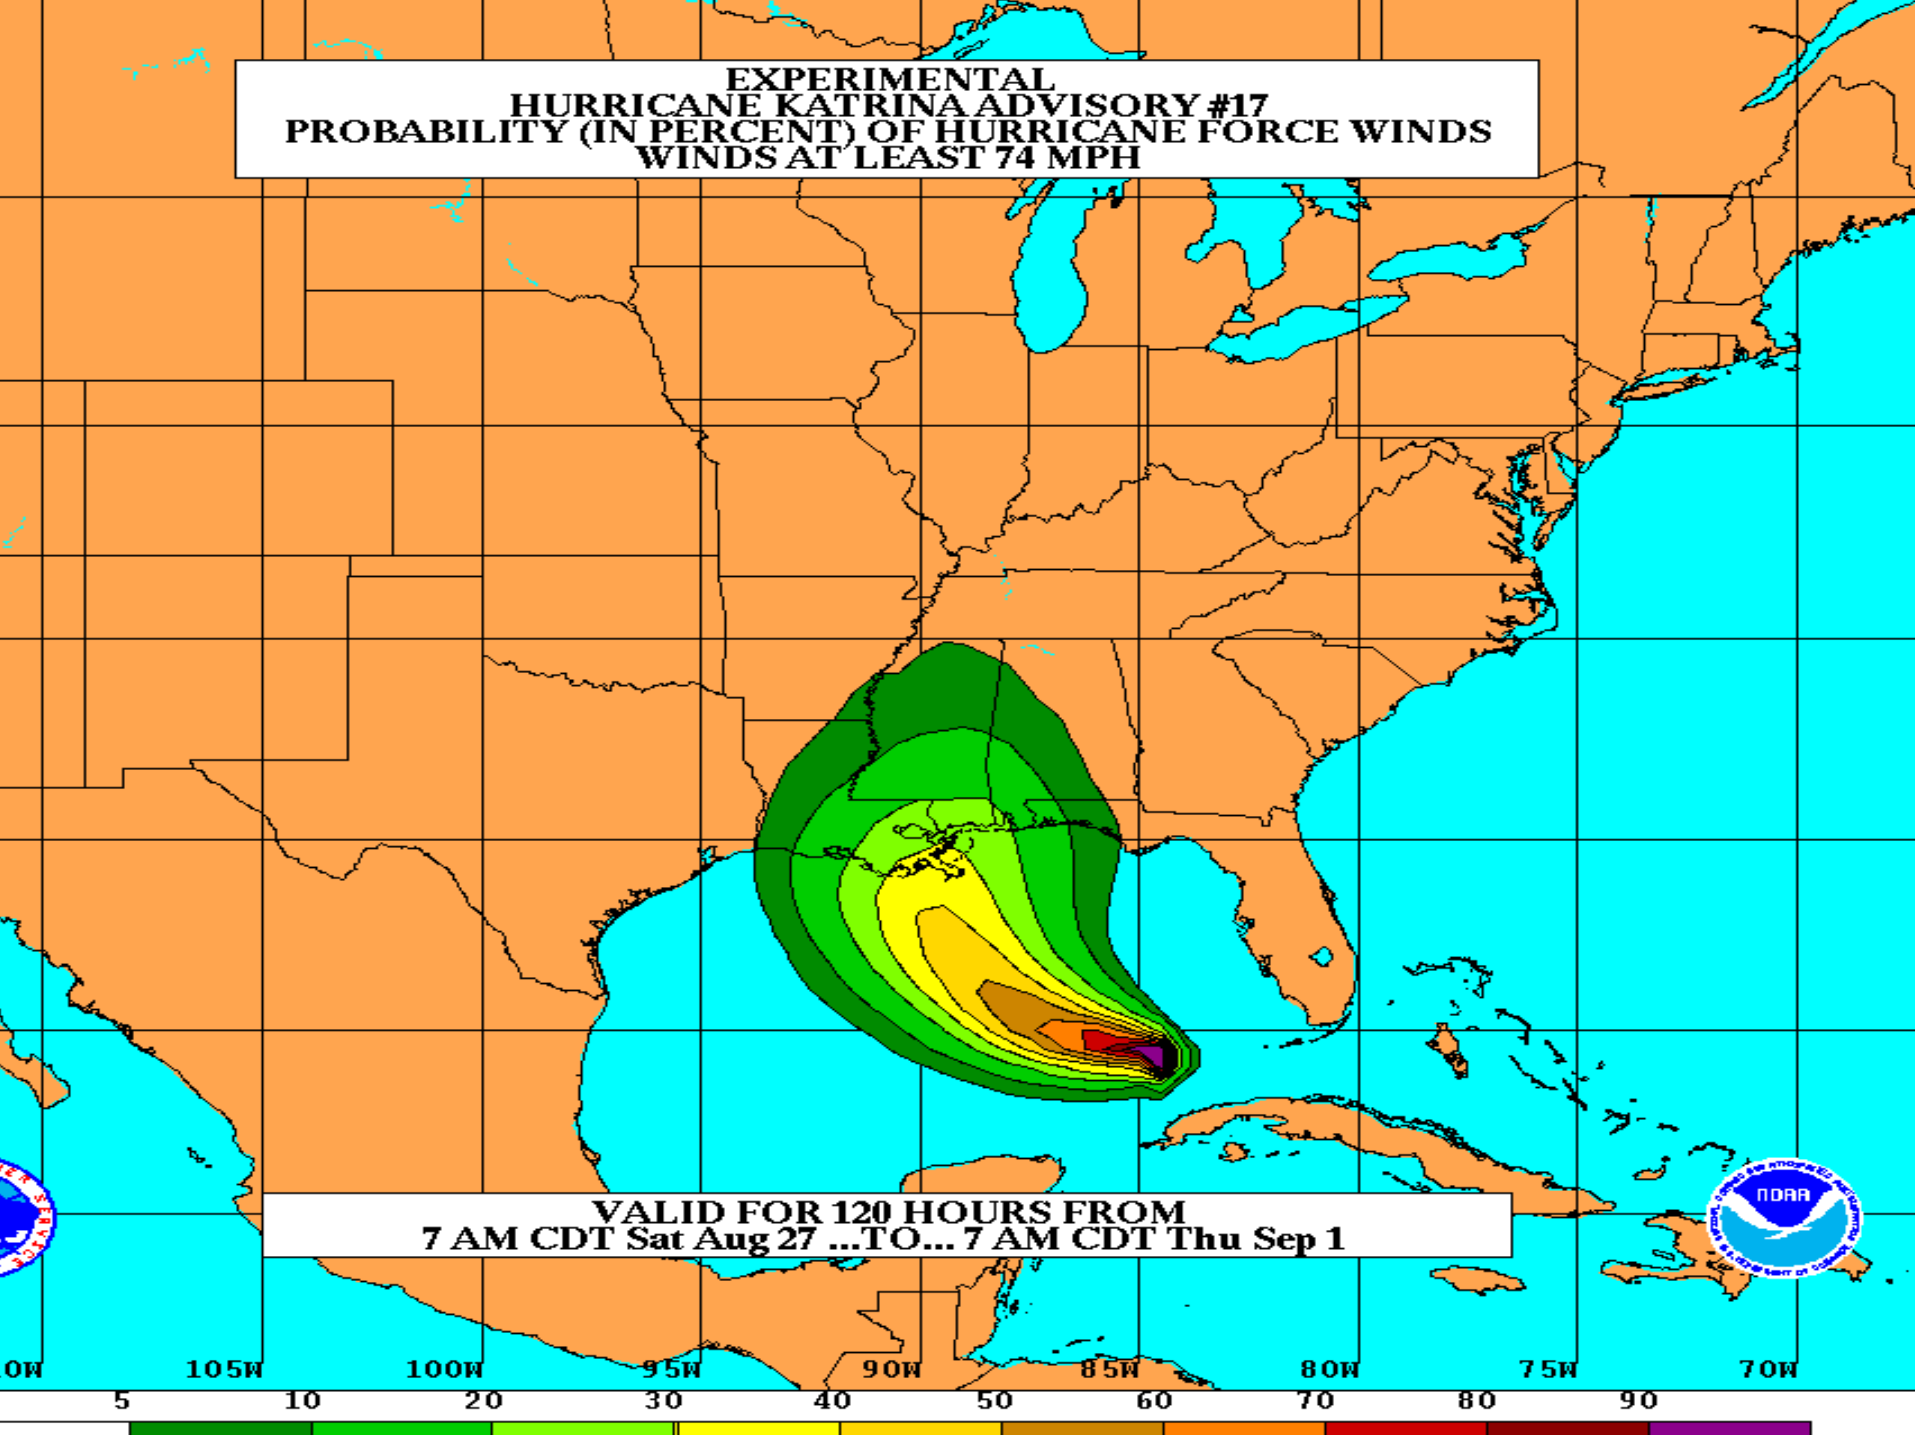 EXPERIMENTAL
HURRICANE KATRINA ADVISORY #17
PROBABILITY (IN PERCENT) OF HURRICANE FORCE WINDS
WINDS AT LEAST 74 MPH
VALID FOR 120 HOURS FROM
7 AM CDT Sat Aug 27 ...TO... 7 AM CDT Thu Sep 1
NOAA
0W 105W 100W 95W 90W 85W 80W 75W 70W
5 10 20 30 40 50 60 70 80 90